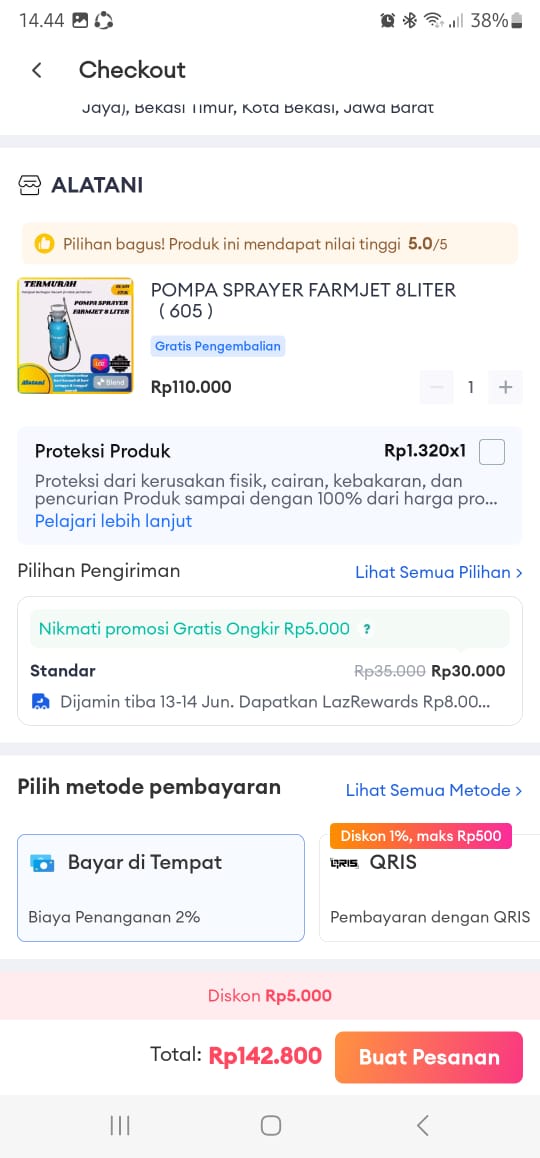 14.44
38%
Checkout
Jaya), Bekasi Timur, Kota Bekasi, Jawa Barat
ALATANI
Pilihan bagus! Produk ini mendapat nilai tinggi 5.0/5
TERMURAH
POMPA SPRAYER
FARMJET 8 LITER
Alatani
Blend
POMPA SPRAYER FARMJET 8LITER
( 605 )
Gratis Pengembalian
Rp110.000
1
Proteksi Produk
Rp1.320x1
Proteksi dari kerusakan fisik, cairan, kebakaran, dan
pencurian Produk sampai dengan 100% dari harga pro...
Pelajari lebih lanjut
Pilihan Pengiriman
Lihat Semua Pilihan >
Nikmati promosi Gratis Ongkir Rp5.000 ?
Standar
Rp35.000 Rp30.000
Dijamin tiba 13-14 Jun. Dapatkan LazRewards Rp8.00...
Pilih metode pembayaran
Lihat Semua Metode >
Bayar di Tempat
Biaya Penanganan 2%
Diskon 1%, maks Rp500
QRIS QRIS
Pembayaran dengan QRIS
Diskon Rp5.000
Total: Rp142.800
Buat Pesanan